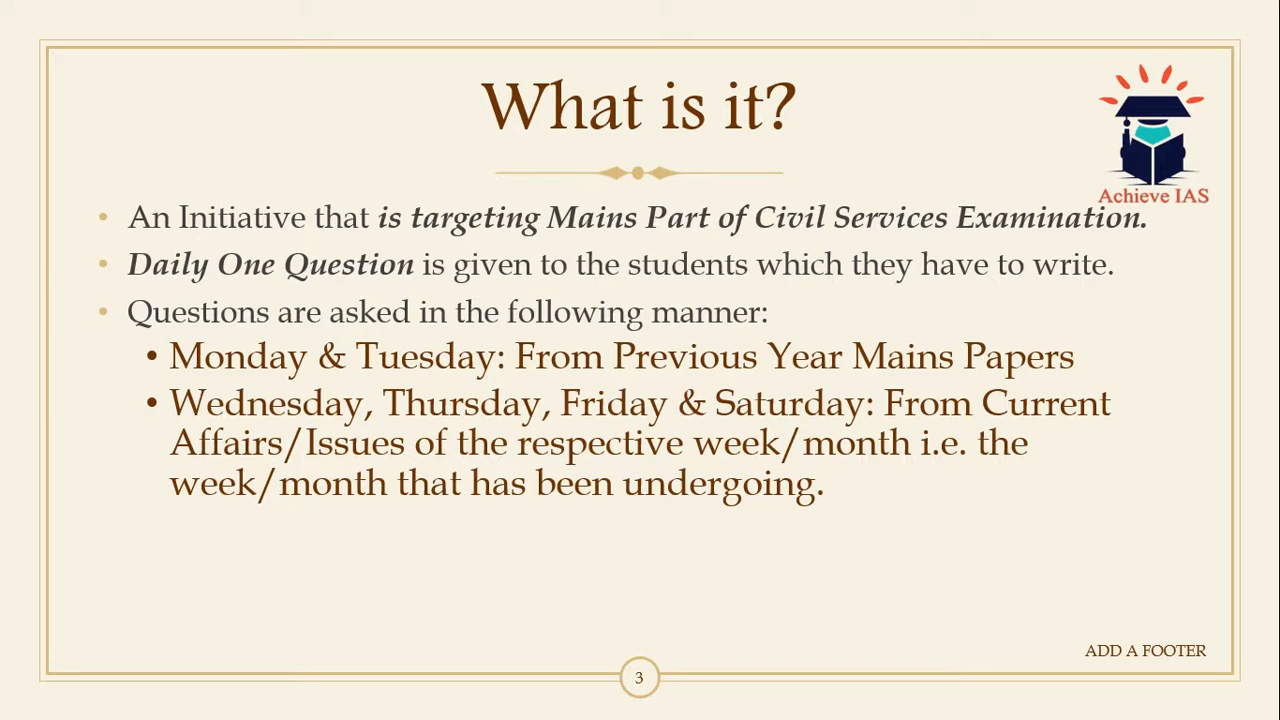 What is it?
Achieve IAS
• An Initiative that is targeting Mains Part of Civil Services Examination.
• Daily One Question is given to the students which they have to write.
• Questions are asked in the following manner:
• Monday & Tuesday: From Previous Year Mains Papers
• Wednesday, Thursday, Friday & Saturday: From Current
Affairs/Issues of the respective week/month i.e. the
week/month that has been undergoing.
ADD A FOOTER
3